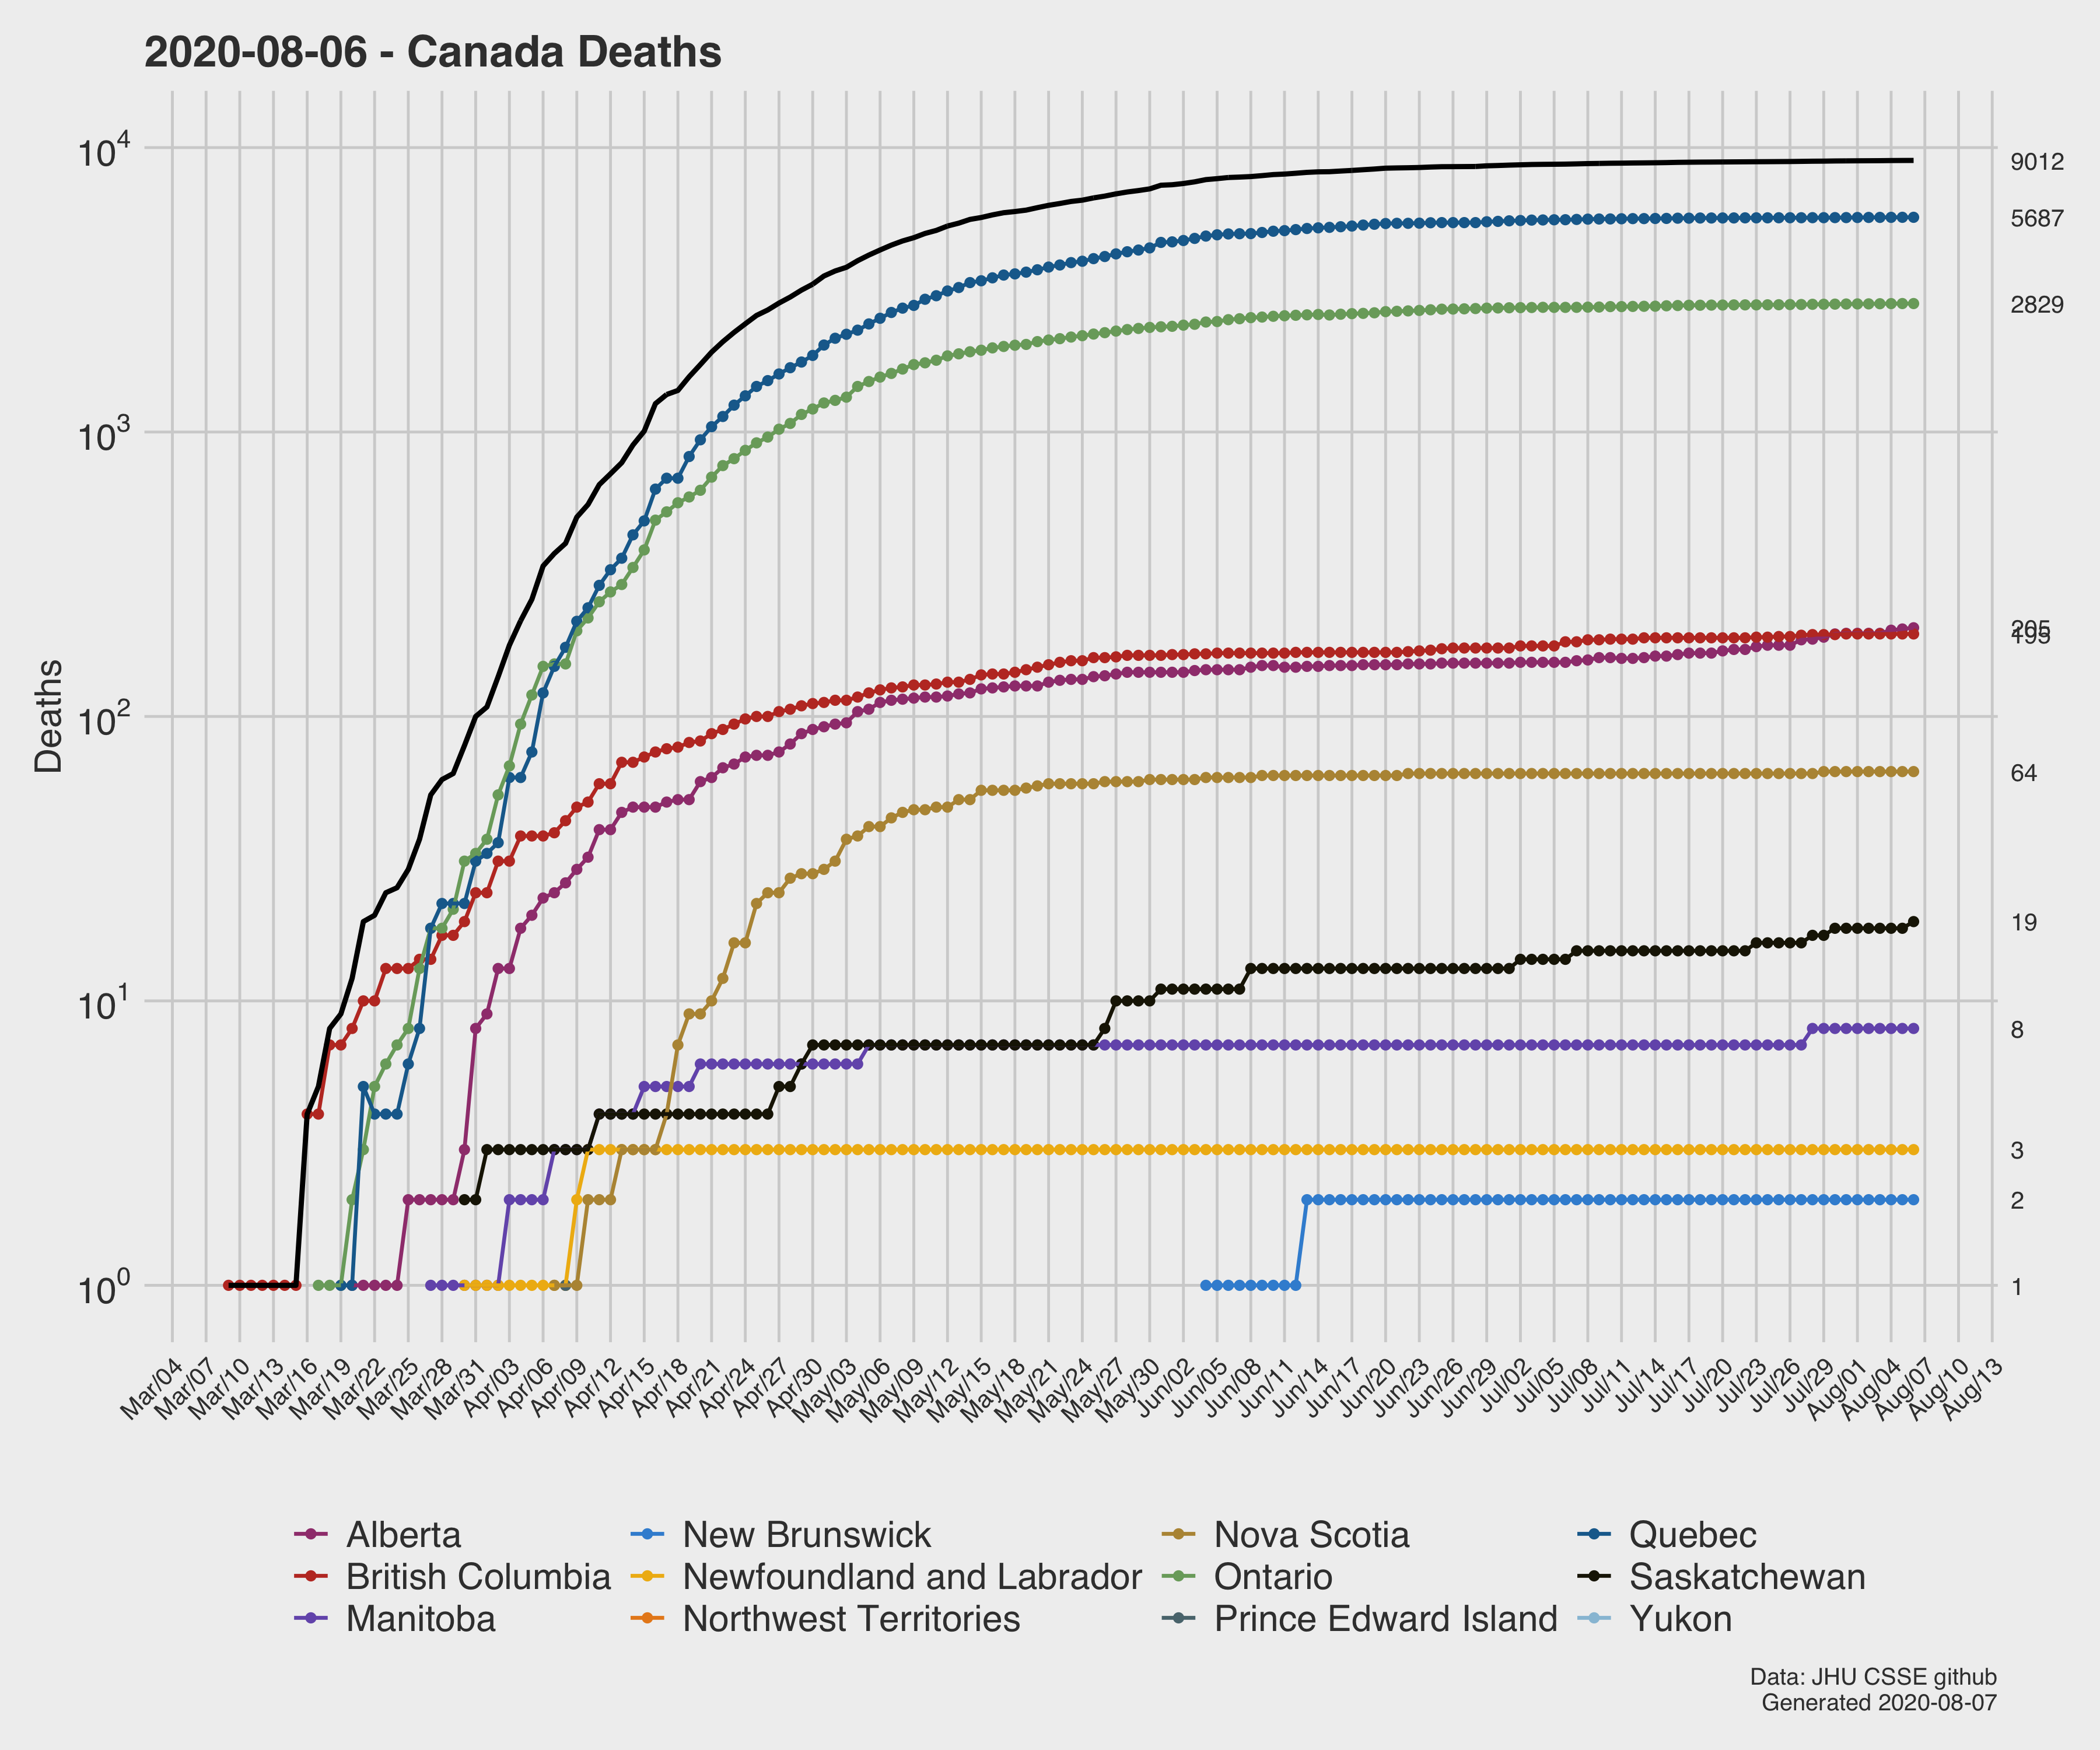 2020-08-06 - Canada Deaths
10^4
10^3
10^2
10^1
10^0
Deaths
9012
5687
2829
205
195
64
19
8
3
2
1
Mar/04
Mar/07
Mar/10
Mar/13
Mar/16
Mar/19
Mar/22
Mar/25
Mar/28
Mar/31
Apr/03
Apr/06
Apr/09
Apr/12
Apr/15
Apr/18
Apr/21
Apr/24
Apr/27
Apr/30
May/03
May/06
May/09
May/12
May/15
May/18
May/21
May/24
May/27
May/30
Jun/02
Jun/05
Jun/08
Jun/11
Jun/14
Jun/17
Jun/20
Jun/23
Jun/26
Jun/29
Jul/02
Jul/05
Jul/08
Jul/11
Jul/14
Jul/17
Jul/20
Jul/23
Jul/26
Jul/29
Aug/01
Aug/04
Aug/07
Aug/10
Aug/13
Alberta New Brunswick Nova Scotia Quebec
British Columbia Newfoundland and Labrador Ontario Saskatchewan
Manitoba Northwest Territories Prince Edward Island Yukon
Data: JHU CSSE github
Generated 2020-08-07